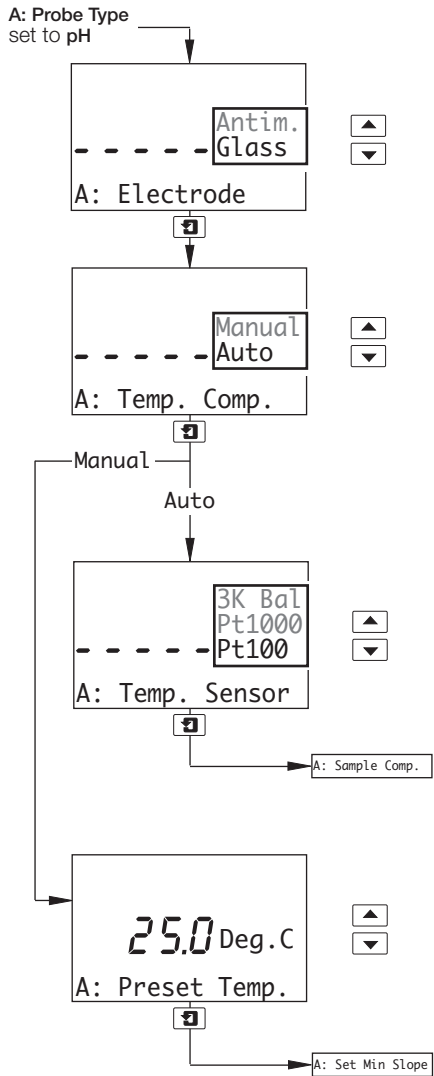 A: Probe Type
set to pH
Antim.
- - - - - Glass
A: Electrode
Manual
- - - - - Auto
A: Temp. Comp.
Manual
Auto
3K Bal
Pt1000
- - - - - Pt100
A: Temp. Sensor
A: Sample Comp.
25.0 Deg.C
A: Preset Temp.
A: Set Min Slope